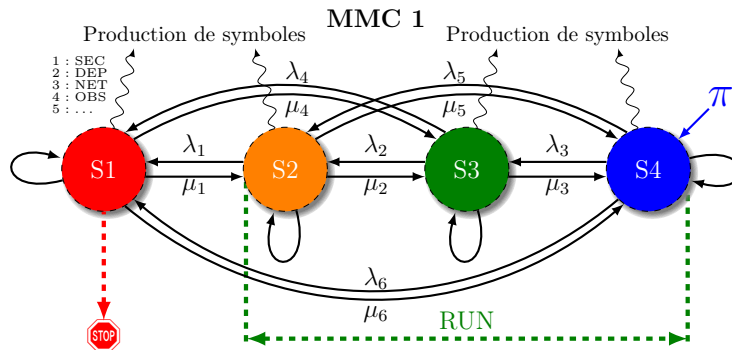 MMC 1
Production de symboles
Production de symboles
1 : SEC
2 : DEP
3 : NET
4 : OBS
5 : ...
λ4
λ5
μ4
μ5
π
S1
λ1
μ1
S2
λ2
μ2
S3
λ3
μ3
S4
λ6
μ6
STOP
RUN